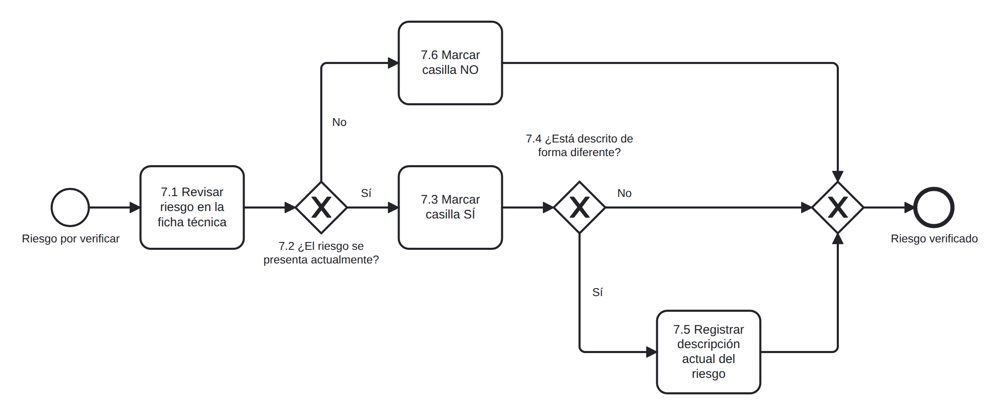 7.6 Marcar
casilla NO
No
7.4 ¿Está descrito de
forma diferente?
7.1 Revisar
riesgo en la
ficha técnica
Sí
7.3 Marcar
casilla SÍ
No
Riesgo por verificar
7.2 ¿El riesgo se
presenta actualmente?
Riesgo verificado
Sí
7.5 Registrar
descripción
actual del
riesgo